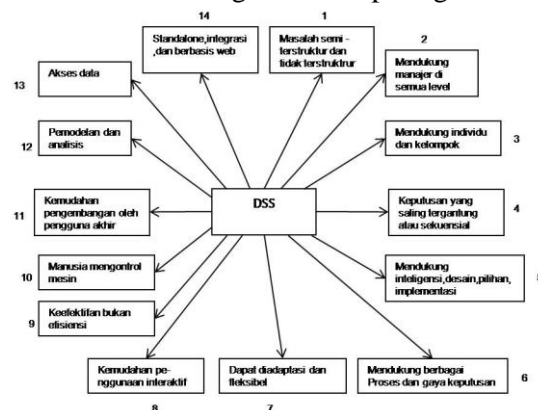 14
Standalone,integrasi
,dan berbasis web
1
Masalah semi -
terstruktur dan
tidak terstruktrur
2
Mendukung
manajer di
semua level
13
Akses data
12
Pemodelan dan
analisis
Mendukung individu
dan kelompok
3
11
Kemudahan
pengembangan oleh
pengguna akhir
DSS
Keputusan yang
saling tergantung
atau sekuensial
4
10
Manusia mengontrol
mesin
Mendukung
inteligensi,desain,pilihan,
implementasi
9
Keefektifan bukan
efisiensi
Kemudahan pe-
nggunaan interaktif
8
Dapat diadaptasi dan
fleksibel
7
Mendukung berbagai
Proses dan gaya keputusan
6